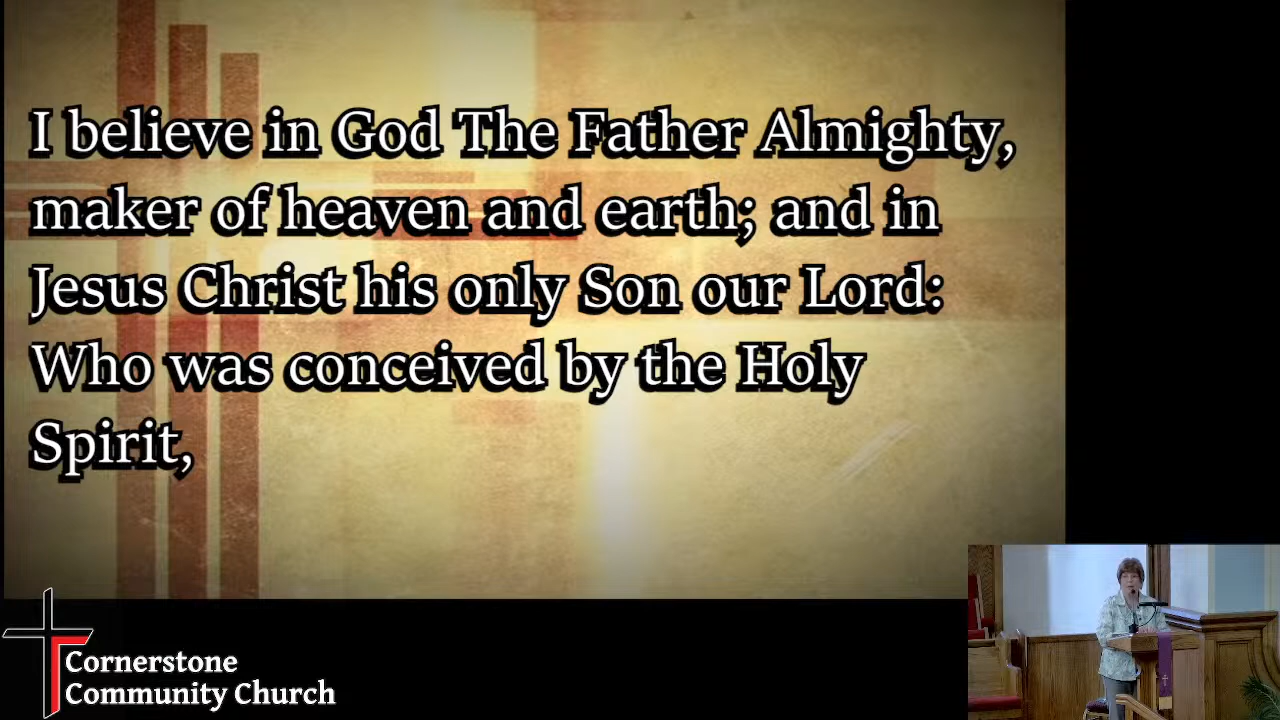 I believe in God The Father Almighty,
maker of heaven and earth; and in
Jesus Christ his only Son our Lord:
Who was conceived by the Holy
Spirit,
Cornerstone
Community Church